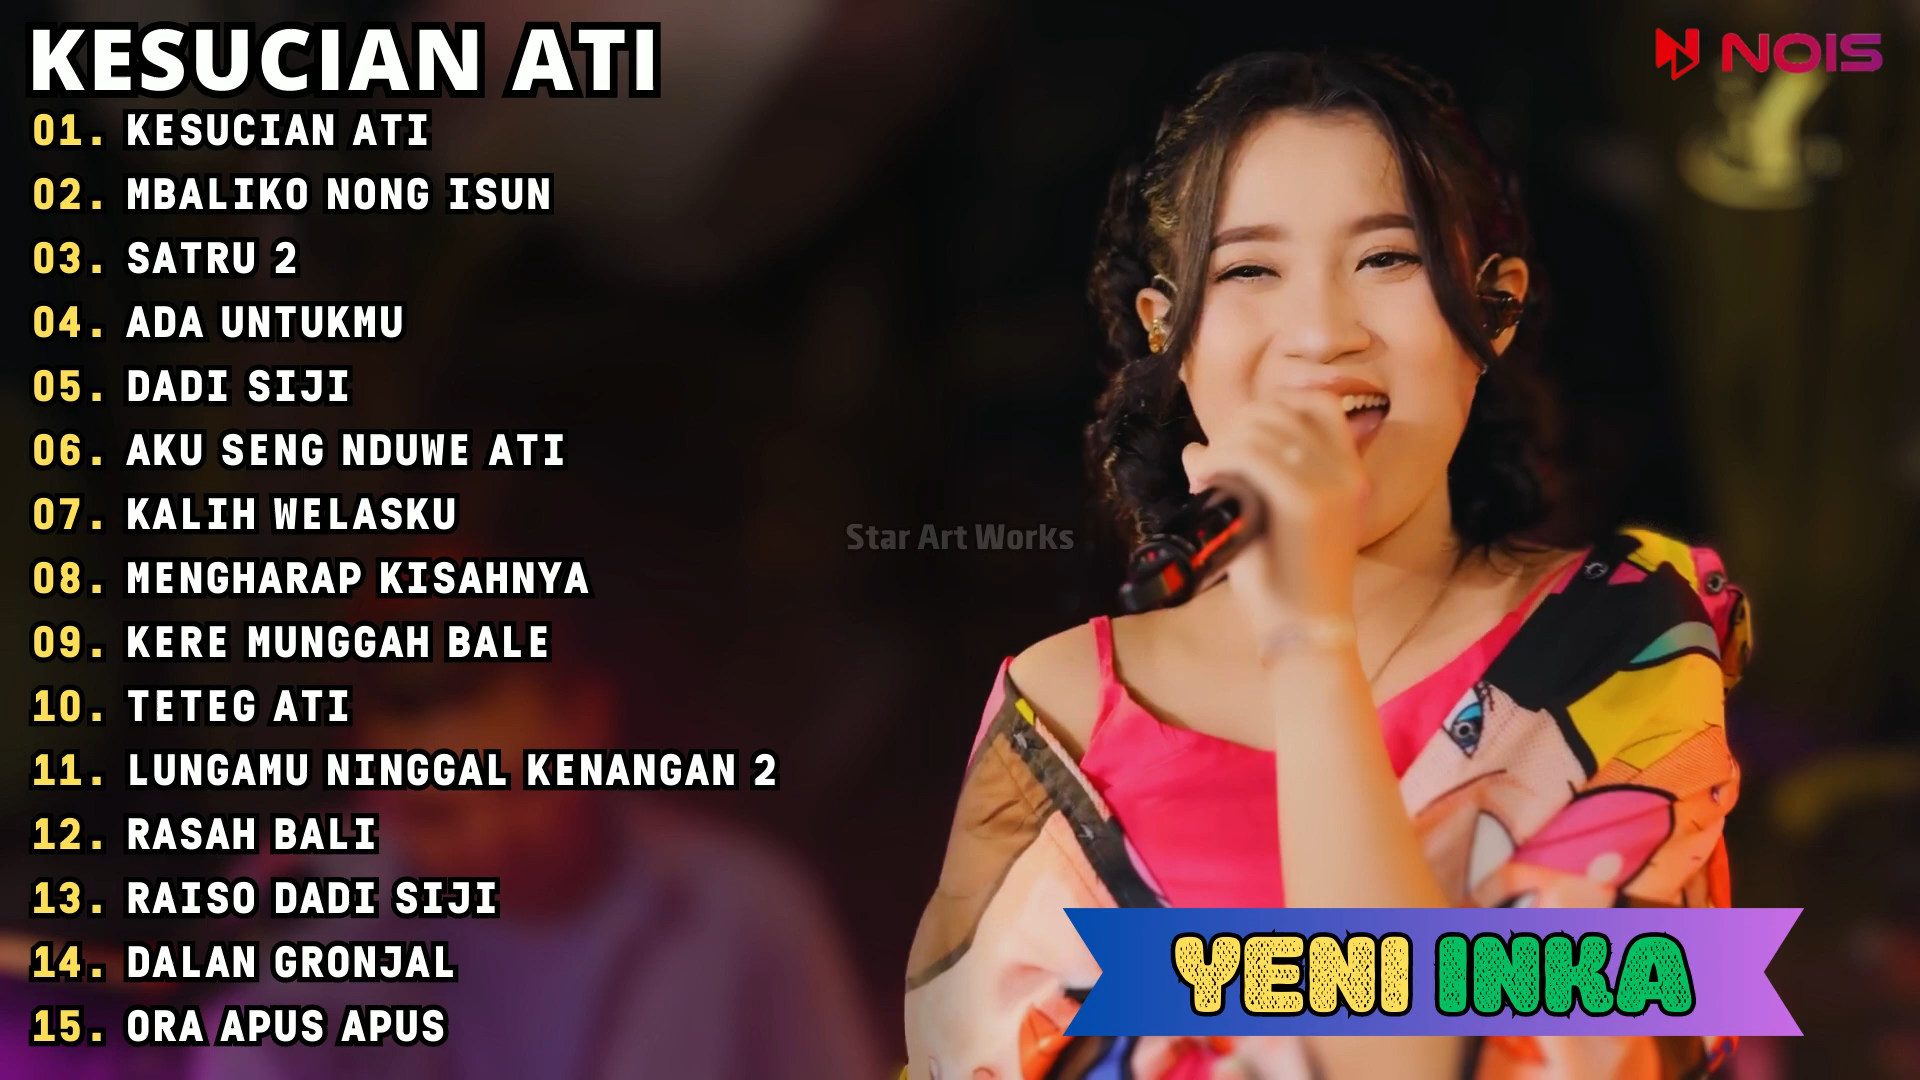 KESUCIAN ATI
NOIS
01. KESUCIAN ATI
02. MBALIKO NONG ISUN
03. SATRU 2
04. ADA UNTUKMU
05. DADI SIJI
06. AKU SENG NDUWE ATI
07. KALIH WELASKU
Star Art Works
08. MENGHARAP KISAHNYA
09. KERE MUNGGAH BALE
10. TETEG ATI
11. LUNGAMU NINGGAL KENANGAN 2
12. RASAH BALI
13. RAISO DADI SIJI
14. DALAN GRONJAL
15. ORA APUS APUS
YENI INKA